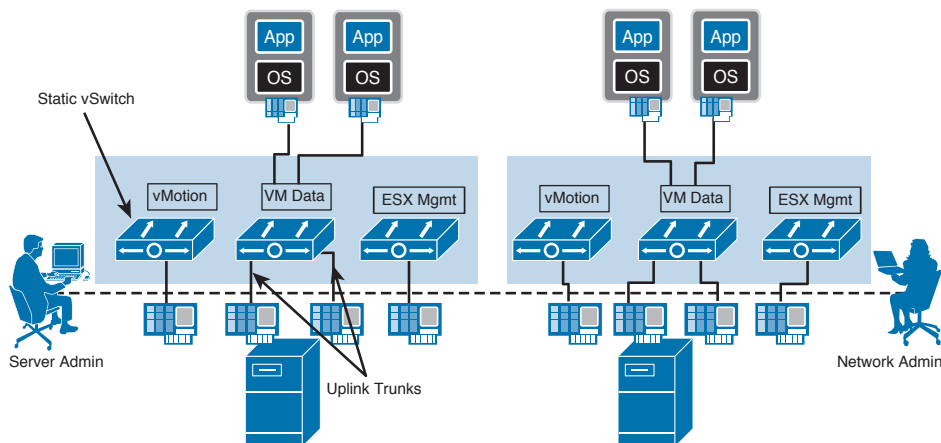 App
App
App
App
OS
OS
OS
OS
Static vSwitch
vMotion
VM Data
ESX Mgmt
vMotion
VM Data
ESX Mgmt
Server Admin
Uplink Trunks
Network Admin